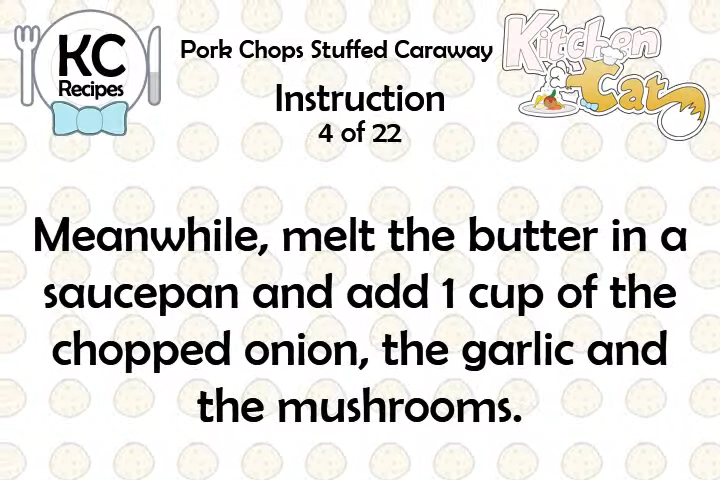 KC
Recipes
Pork Chops Stuffed Caraway
Kitchen
Cat
Instruction
4 of 22
Meanwhile, melt the butter in a
saucepan and add 1 cup of the
chopped onion, the garlic and
the mushrooms.